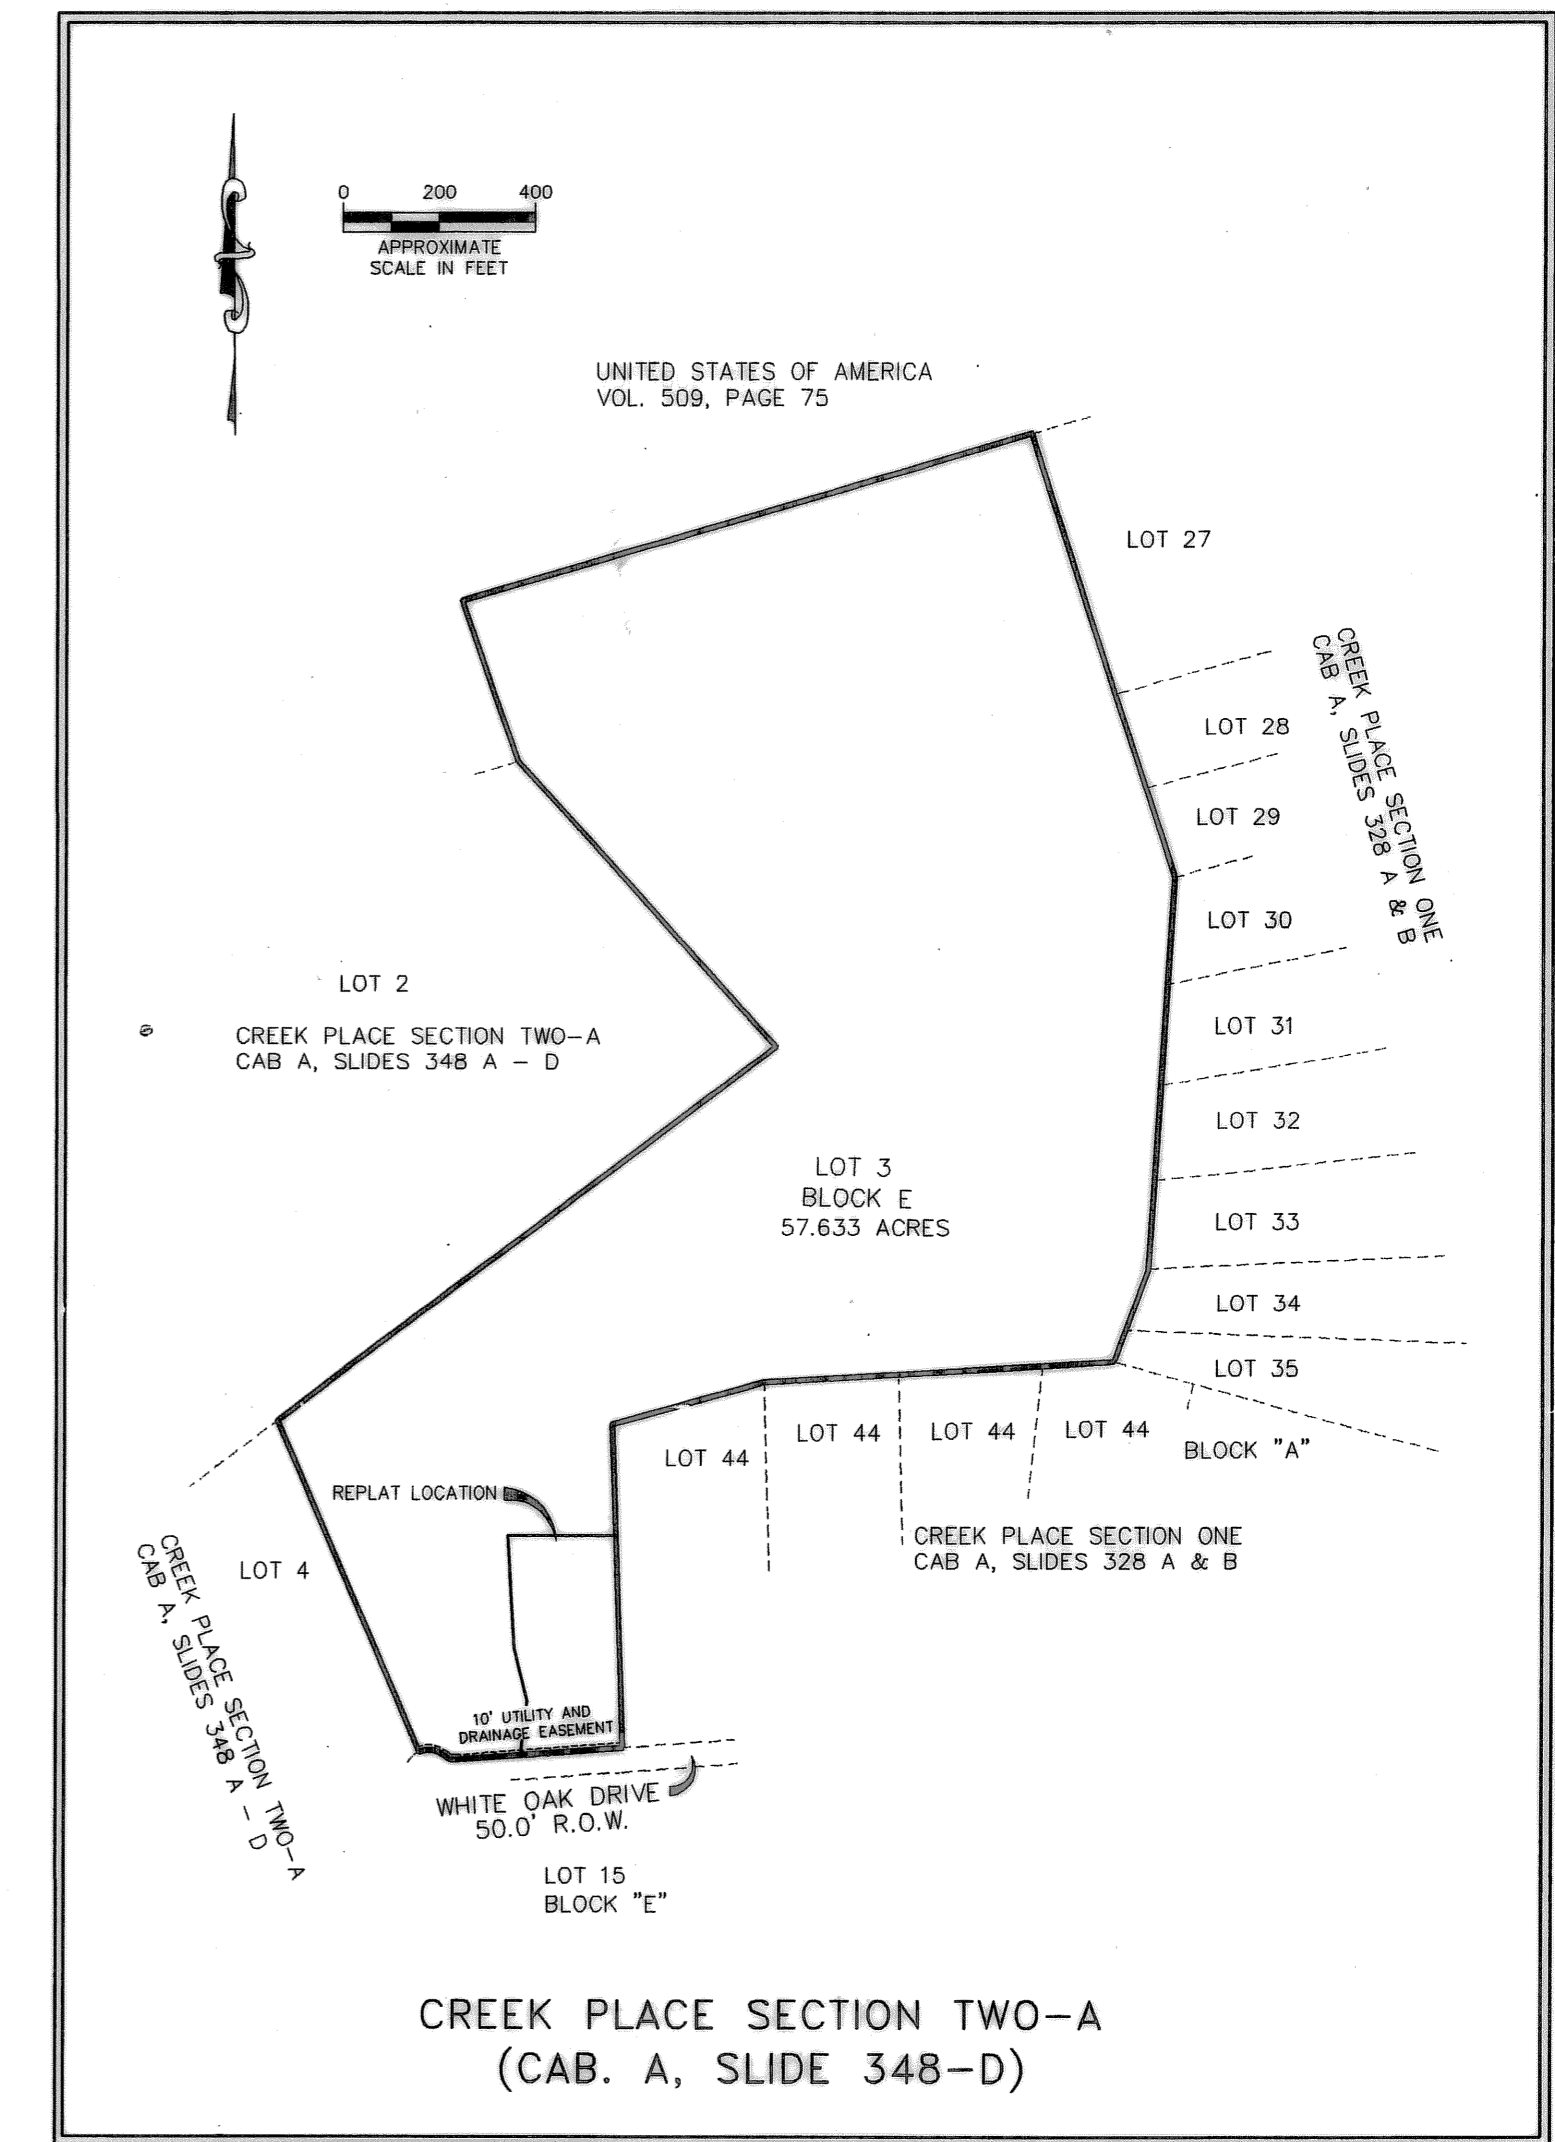 0 200 400
APPROXIMATE
SCALE IN FEET
UNITED STATES OF AMERICA
VOL. 509, PAGE 75
LOT 27
CREEK PLACE SECTION ONE
CAB A, SLIDES 328 A & B
LOT 28
LOT 29
LOT 30
LOT 2
CREEK PLACE SECTION TWO-A
CAB A, SLIDES 348 A - D
LOT 31
LOT 32
LOT 3
BLOCK E
57.633 ACRES
LOT 33
LOT 34
LOT 35
LOT 44
LOT 44
LOT 44
LOT 44
BLOCK "A"
REPLAT LOCATION
CREEK PLACE SECTION ONE
CAB A, SLIDES 328 A & B
LOT 4
CREEK PLACE SECTION TWO-A
CAB A, SLIDES 348 A - D
10' UTILITY AND
DRAINAGE EASEMENT
WHITE OAK DRIVE
50.0' R.O.W.
LOT 15
BLOCK "E"
CREEK PLACE SECTION TWO-A
(CAB. A, SLIDE 348-D)